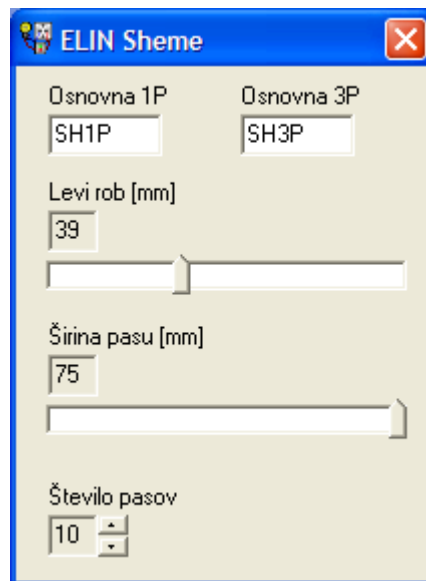 ELIN Sheme
Osnovna 1P Osnovna 3P
SH1P SH3P
Levi rob [mm]
39
Širina pasu [mm]
75
Število pasov
10